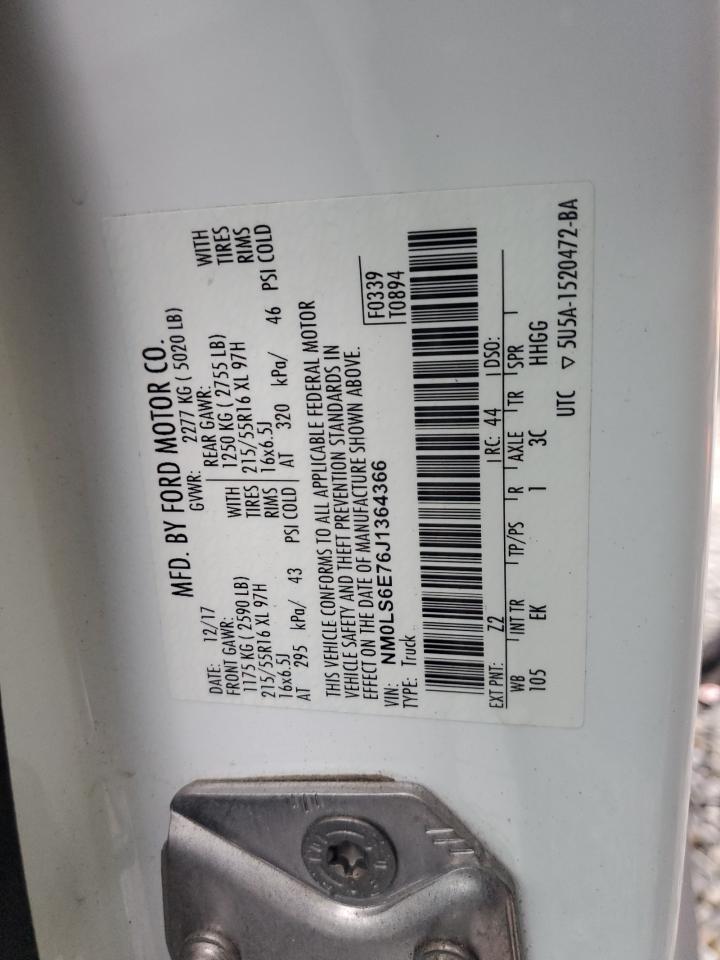 MFD. BY FORD MOTOR CO.
DATE: 12/17
GVWR: 2277 KG ( 5020 LB)
FRONT GAWR: WITH
1175 KG ( 2590 LB) TIRES
215/55R16 XL 97H RIMS
16x6.5J
AT 295 kPa/ 43 PSI COLD
REAR GAWR: WITH
1250 KG ( 2755 LB) TIRES
215/55R16 XL 97H RIMS
16x6.5J
AT 320 kPa/ 46 PSI COLD
THIS VEHICLE CONFORMS TO ALL APPLICABLE FEDERAL MOTOR
VEHICLE SAFETY AND THEFT PREVENTION STANDARDS IN
EFFECT ON THE DATE OF MANUFACTURE SHOWN ABOVE.
VIN: NM0LS6E76J1364366
TYPE: Truck
F0339
T0894
EXT PNT: Z2 RC: 44 DSO:
WB INT TR TP/PS R AXLE TR SPR
105 EK 1 3C HHGG
UTC ▽ 5U5A-1520472-BA